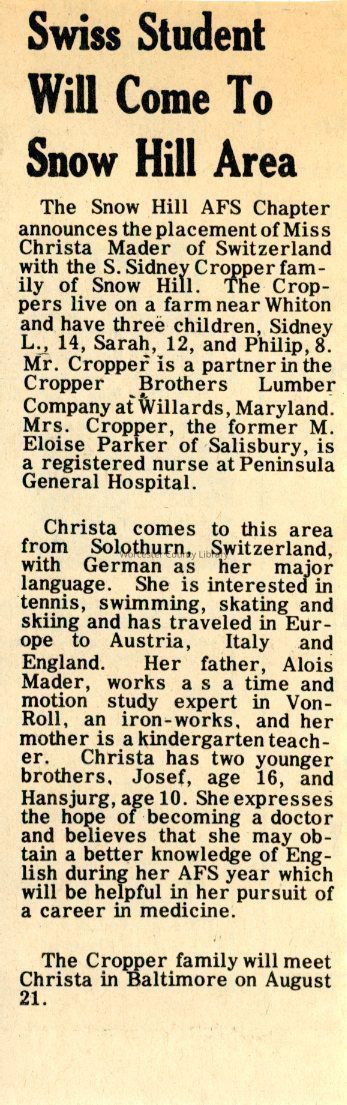 Swiss Student
Will Come To
Snow Hill Area
The Snow Hill AFS Chapter
announces the placement of Miss
Christa Mader of Switzerland
with the S. Sidney Cropper fam-
ily of Snow Hill. The Crop-
pers live on a farm near Whiton
and have three children, Sidney
L., 14, Sarah, 12, and Philip, 8.
Mr. Cropper is a partner in the
Cropper Brothers Lumber
Company at Willards, Maryland.
Mrs. Cropper, the former M.
Eloise Parker of Salisbury, is
a registered nurse at Peninsula
General Hospital.
Christa comes to this area
from Solothurn, Switzerland,
Worcester County Library
with German as her major
language. She is interested in
tennis, swimming, skating and
skiing and has traveled in Eur-
ope to Austria, Italy and
England. Her father, Alois
Mader, works a s a time and
motion study expert in Von-
Roll, an iron-works, and her
mother is a kindergarten teach-
er. Christa has two younger
brothers, Josef, age 16, and
Hansjurg, age 10. She expresses
the hope of becoming a doctor
and believes that she may ob-
tain a better knowledge of Eng-
lish during her AFS year which
will be helpful in her pursuit of
a career in medicine.
The Cropper family will meet
Christa in Baltimore on August
21.